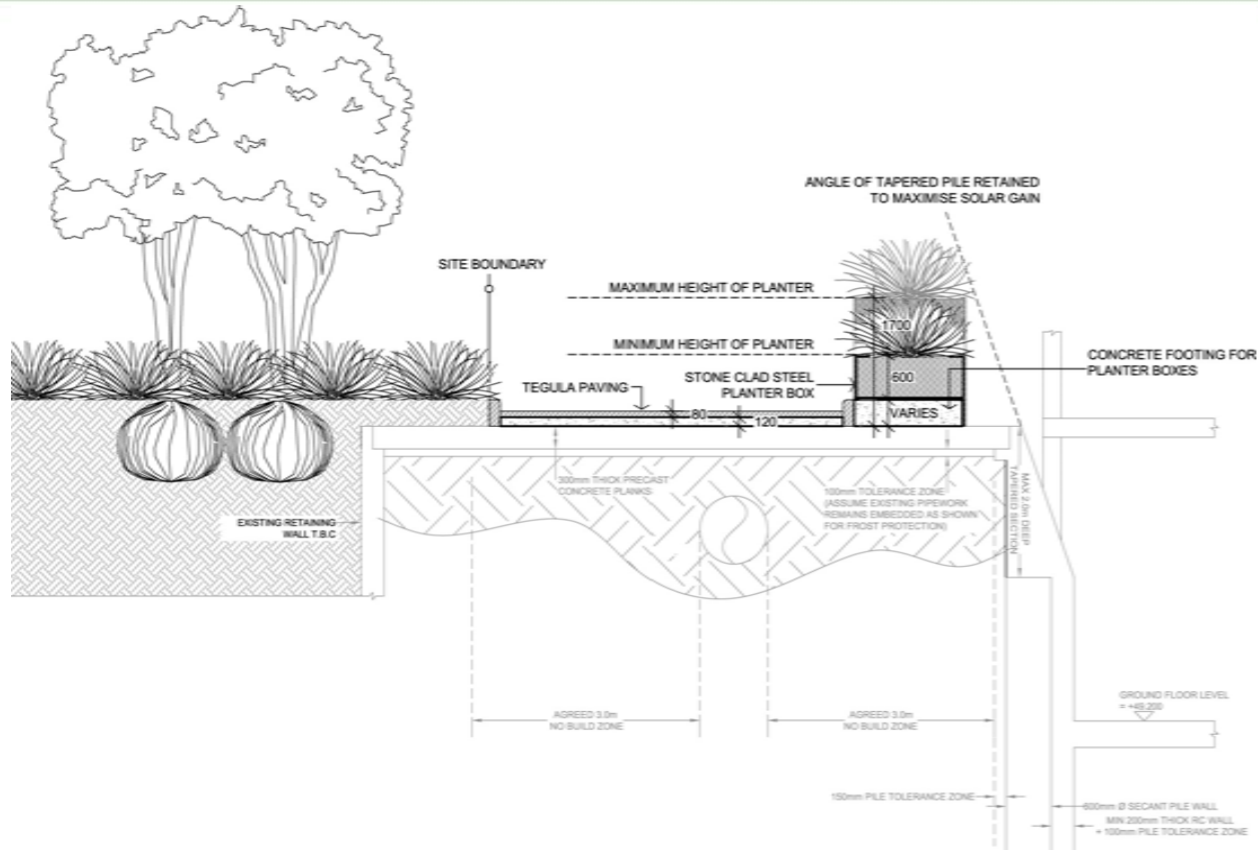 ANGLE OF TAPERED PILE RETAINED
TO MAXIMISE SOLAR GAIN
SITE BOUNDARY
MAXIMUM HEIGHT OF PLANTER
1700
MINIMUM HEIGHT OF PLANTER
CONCRETE FOOTING FOR
PLANTER BOXES
TEGULA PAVING
STONE CLAD STEEL
PLANTER BOX
600
80
120
VARIES
300mm THICK PRECAST
CONCRETE PLANKS
100mm TOLERANCE ZONE
(ASSUME EXISTING PIPEWORK
REMAINS EMBEDDED AS SHOWN
FOR FROST PROTECTION)
MAX 2.0m DEEP
TAPERED SECTION
EXISTING RETAINING
WALL T.B.C
GROUND FLOOR LEVEL
= +49.200
AGREED 3.0m
NO BUILD ZONE
AGREED 3.0m
NO BUILD ZONE
150mm PILE TOLERANCE ZONE
600mm Ø SECANT PILE WALL
MIN 200mm THICK RC WALL
+ 100mm PILE TOLERANCE ZONE